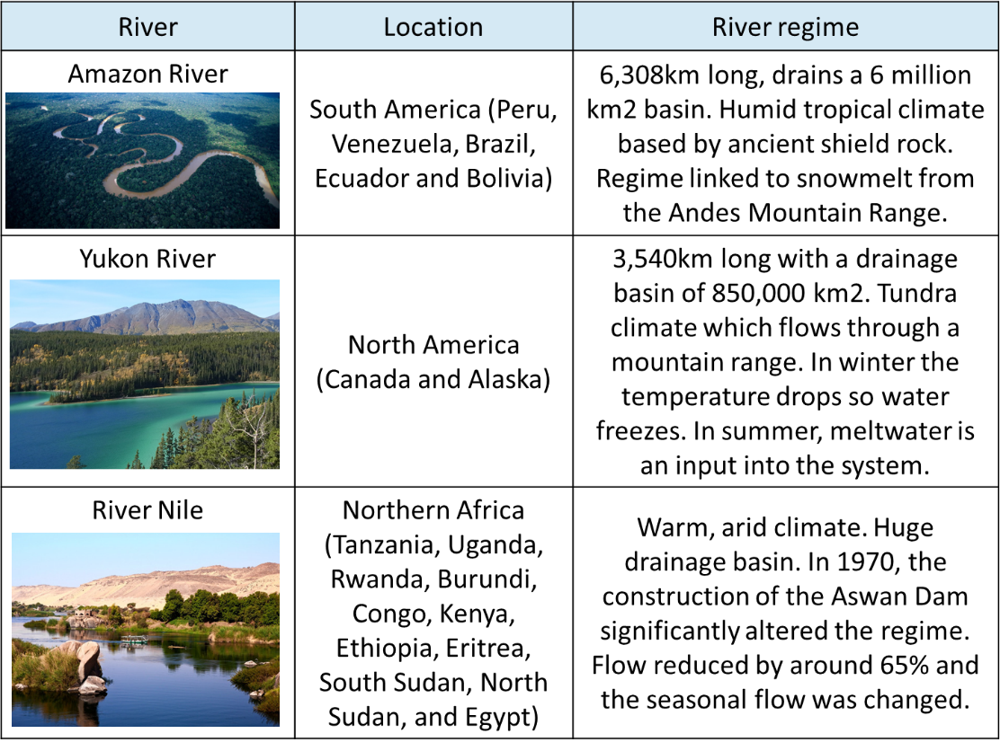 River
Location
River regime
Amazon River
South America (Peru,
Venezuela, Brazil,
Ecuador and Bolivia)
6,308km long, drains a 6 million
km2 basin. Humid tropical climate
based by ancient shield rock.
Regime linked to snowmelt from
the Andes Mountain Range.
Yukon River
North America
(Canada and Alaska)
3,540km long with a drainage
basin of 850,000 km2. Tundra
climate which flows through a
mountain range. In winter the
temperature drops so water
freezes. In summer, meltwater is
an input into the system.
River Nile
Northern Africa
(Tanzania, Uganda,
Rwanda, Burundi,
Congo, Kenya,
Ethiopia, Eritrea,
South Sudan, North
Sudan, and Egypt)
Warm, arid climate. Huge
drainage basin. In 1970, the
construction of the Aswan Dam
significantly altered the regime.
Flow reduced by around 65% and
the seasonal flow was changed.